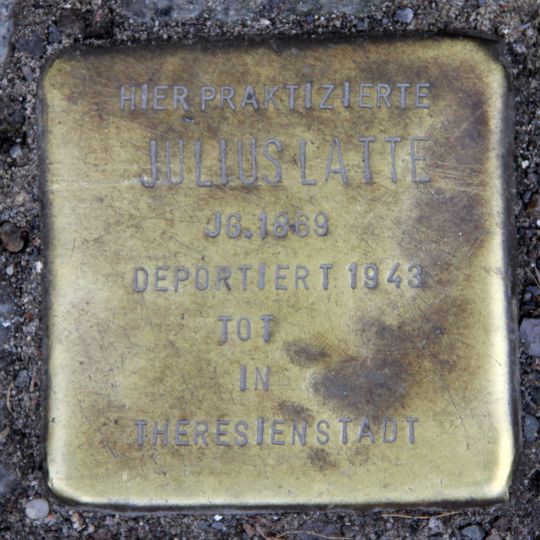 HIER PRAKTIZIERTE
JULIUS LATTE
JG. 1869
DEPORTIERT 1943
TOT
IN
THERESIENSTADT